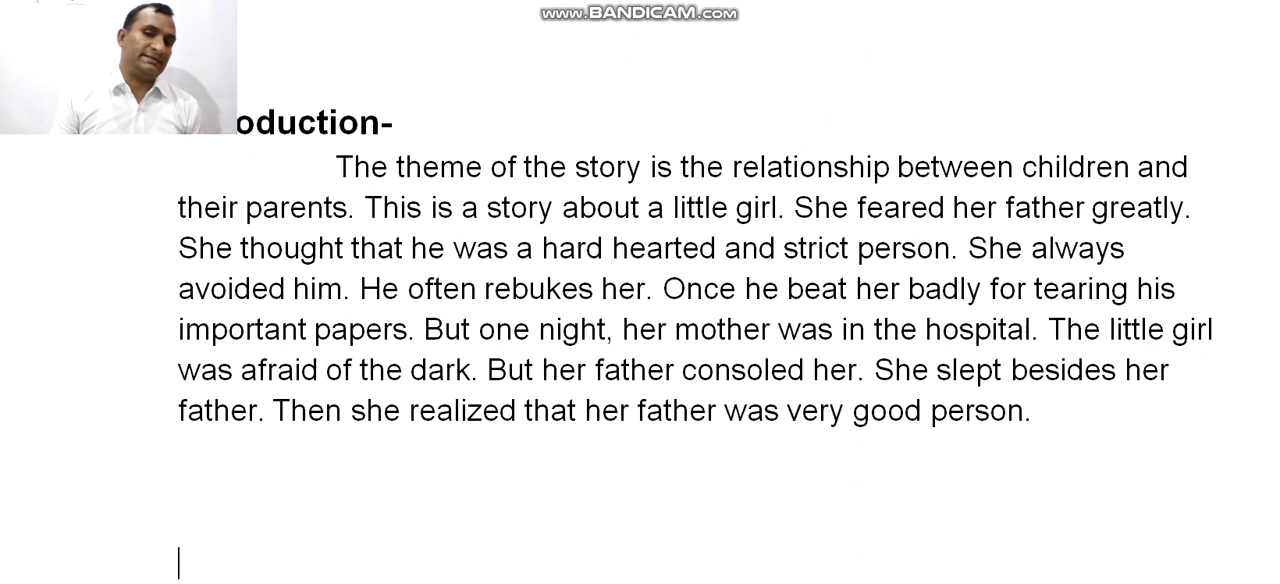 www.BANDICAM.com
oduction-
The theme of the story is the relationship between children and
their parents. This is a story about a little girl. She feared her father greatly.
She thought that he was a hard hearted and strict person. She always
avoided him. He often rebukes her. Once he beat her badly for tearing his
important papers. But one night, her mother was in the hospital. The little girl
was afraid of the dark. But her father consoled her. She slept besides her
father. Then she realized that her father was very good person.